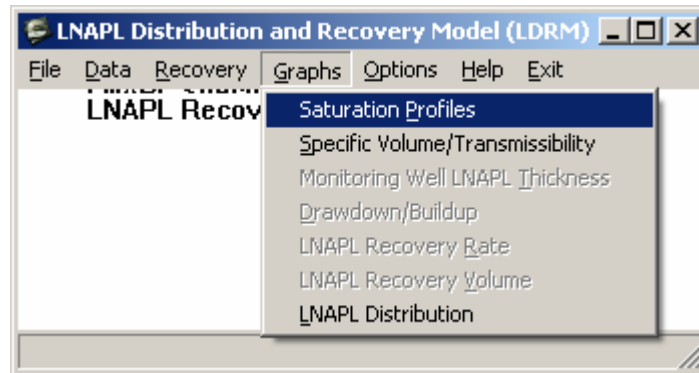 LNAPL Distribution and Recovery Model (LDRM)
File Data Recovery Graphs Options Help Exit
LNAPL Recov
Saturation Profiles
Specific Volume/Transmissibility
Monitoring Well LNAPL Thickness
Drawdown/Buildup
LNAPL Recovery Rate
LNAPL Recovery Volume
LNAPL Distribution